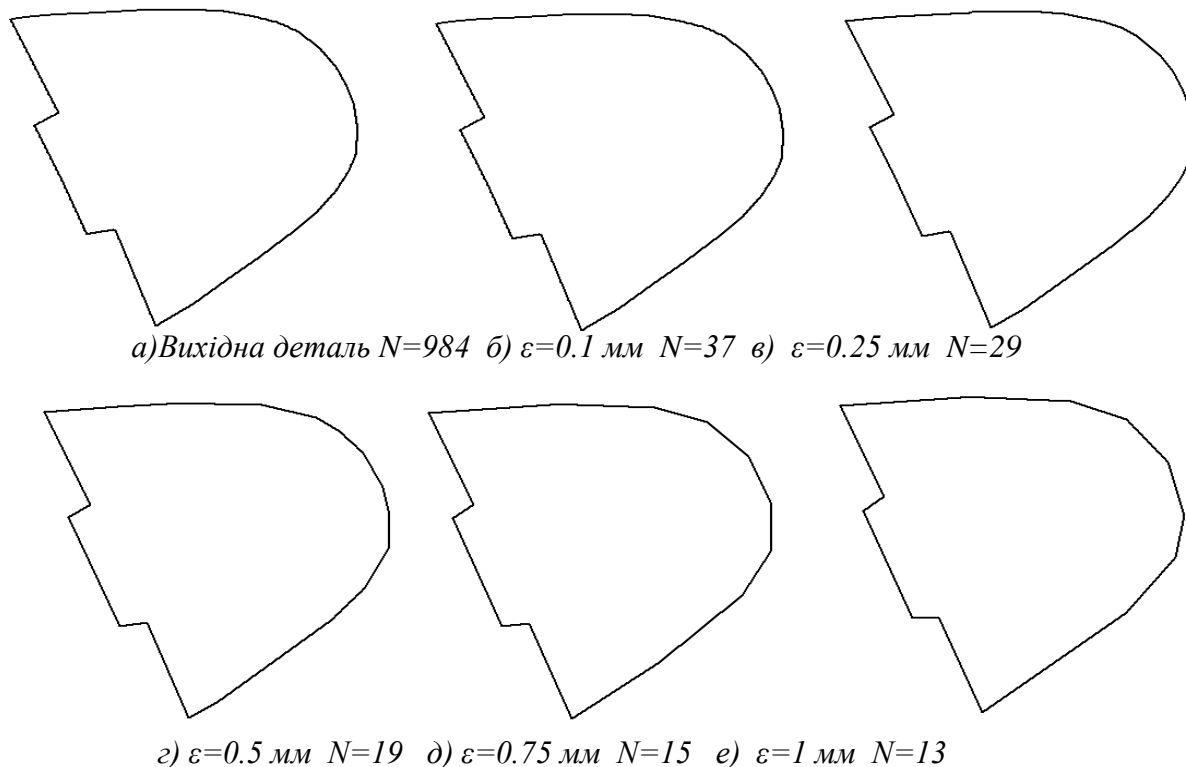 а)Вихідна деталь N=984 б) ε=0.1 мм N=37 в) ε=0.25 мм N=29
г) ε=0.5 мм N=19 д) ε=0.75 мм N=15 е) ε=1 мм N=13